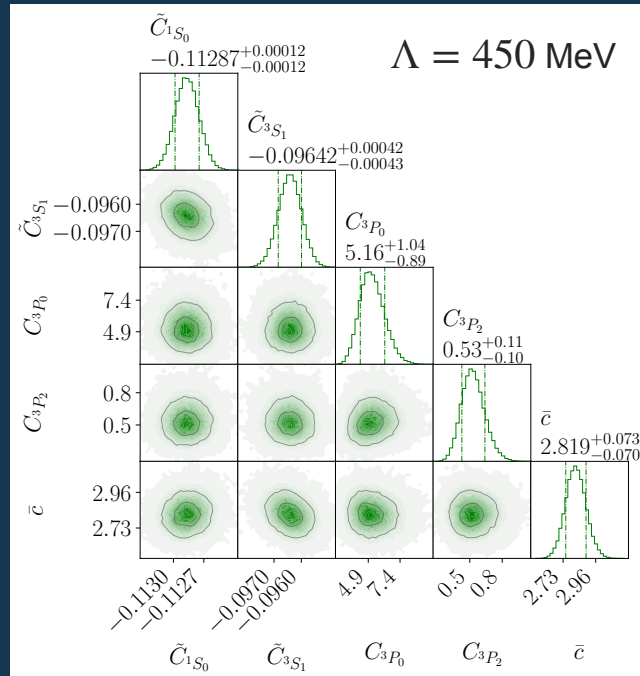 C̃₁S₀
−0.11287 +0.00012 −0.00012
Λ = 450 MeV
C̃³S₁
−0.09642 +0.00042 −0.00043
C̃³S₁
−0.0960
−0.0970
C³P₀
5.16 +1.04 −0.89
C³P₀
7.4
4.9
C³P₂
0.53 +0.11 −0.10
C³P₂
0.8
0.5
c̄
2.819 +0.073 −0.070
c̄
2.96
2.73
−0.1130 −0.1127 −0.0970 −0.0960 4.9 7.4 0.5 0.8 2.73 2.96
C̃¹S₀ C̃³S₁ C³P₀ C³P₂ c̄